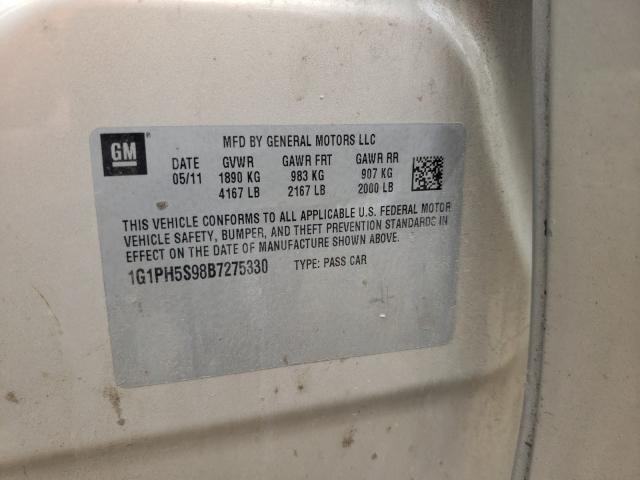 GM
MFD BY GENERAL MOTORS LLC
DATE GVWR GAWR FRT GAWR RR
05/11 1890 KG 983 KG 907 KG
4167 LB 2167 LB 2000 LB
THIS VEHICLE CONFORMS TO ALL APPLICABLE U.S. FEDERAL MOTOR
VEHICLE SAFETY, BUMPER, AND THEFT PREVENTION STANDARDS IN
EFFECT ON THE DATE OF MANUFACTURE SHOWN ABOVE.
1G1PH5S98B7275330 TYPE: PASS CAR